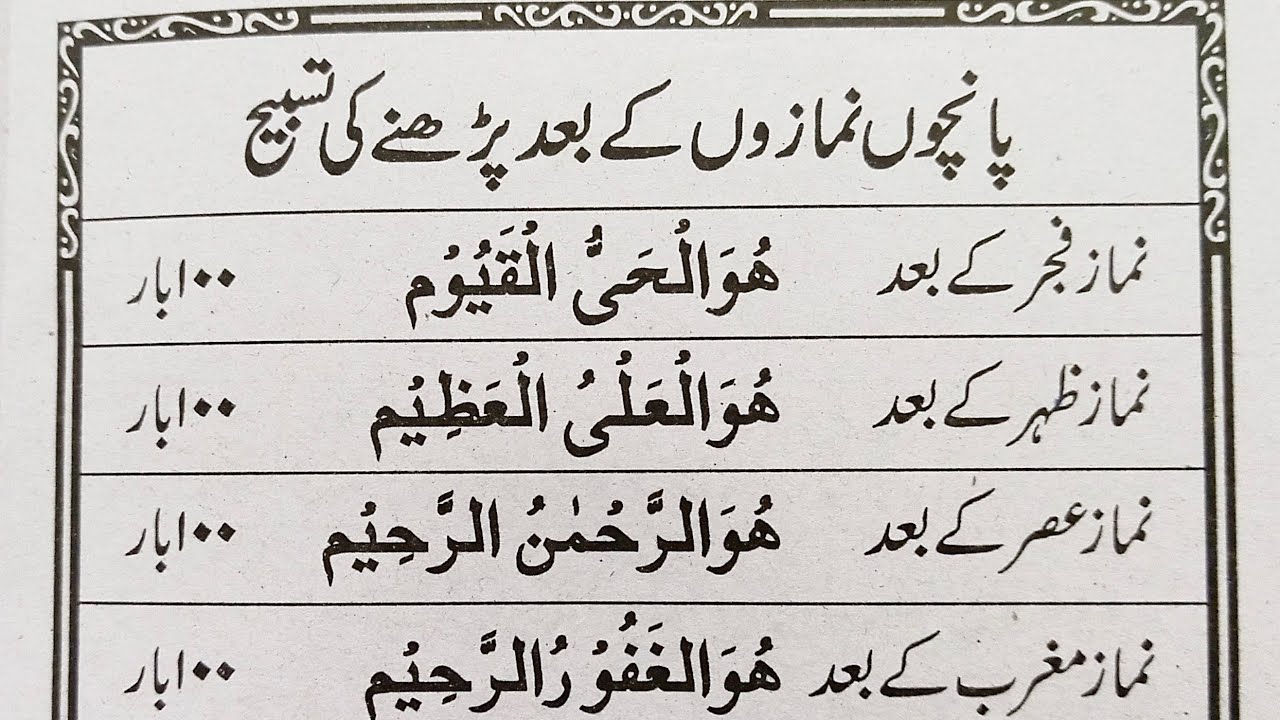 پانچوں نمازوں کے بعد پڑھنے کی تسبیح
نماز فجر کے بعد ھُوَالْحَیُّ الْقَیُوْم ۱۰۰ بار
نماز ظہر کے بعد ھُوَالْعَلْیُ الْعَظِیْم ۱۰۰ بار
نماز عصر کے بعد ھُوَالرَّحْمٰنُ الرَّحِیْم ۱۰۰ بار
نماز مغرب کے بعد ھُوَالغَفُوْرُالرَّحِیْم ۱۰۰ بار